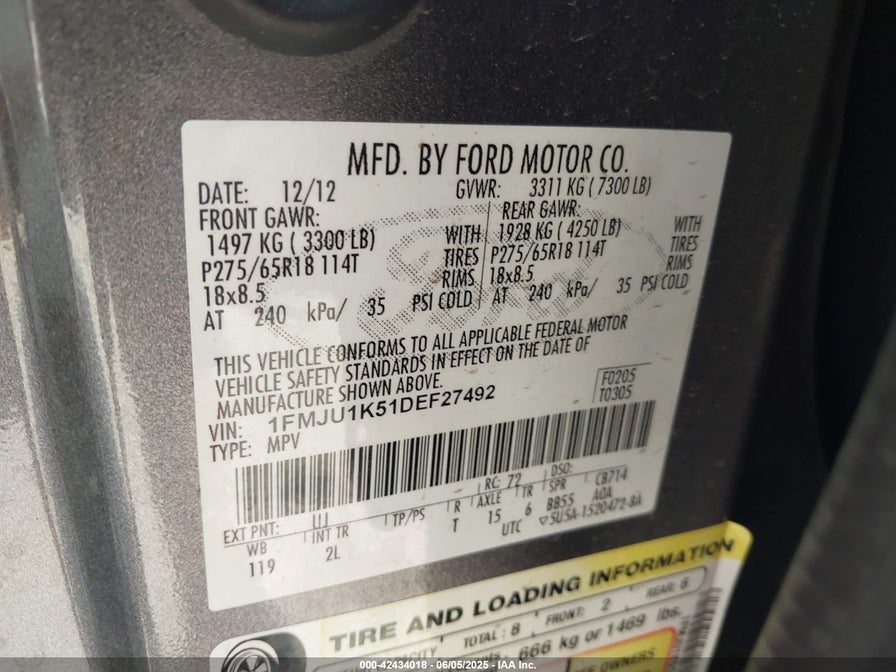 MFD. BY FORD MOTOR CO.
DATE: 12/12 GVWR: 3311 KG ( 7300 LB)
FRONT GAWR: REAR GAWR:
1497 KG ( 3300 LB) WITH 1928 KG ( 4250 LB) WITH
P275/65R18 114T TIRES P275/65R18 114T TIRES
18x8.5 RIMS 18x8.5 RIMS
AT 240 kPa/ 35 PSI COLD AT 240 kPa/ 35 PSI COLD
THIS VEHICLE CONFORMS TO ALL APPLICABLE FEDERAL MOTOR
VEHICLE SAFETY STANDARDS IN EFFECT ON THE DATE OF
MANUFACTURE SHOWN ABOVE.
VIN: 1FMJU1K51DEF27492 F0205
TYPE: MPV T0305
EXT PNT: UJ RC: 72 DSO:
WB INT TR TP/PS R AXLE TR SPR CB714
119 2L T 15 6 BB55 A0A
UTC ▽5U5A-1520472-BA
TIRE AND LOADING INFORMATION
TOTAL: 8 FRONT: 2 REAR: 6
666 kg or 1469 lbs.
OWNERS
000-42434018 - 06/05/2025 - IAA Inc.